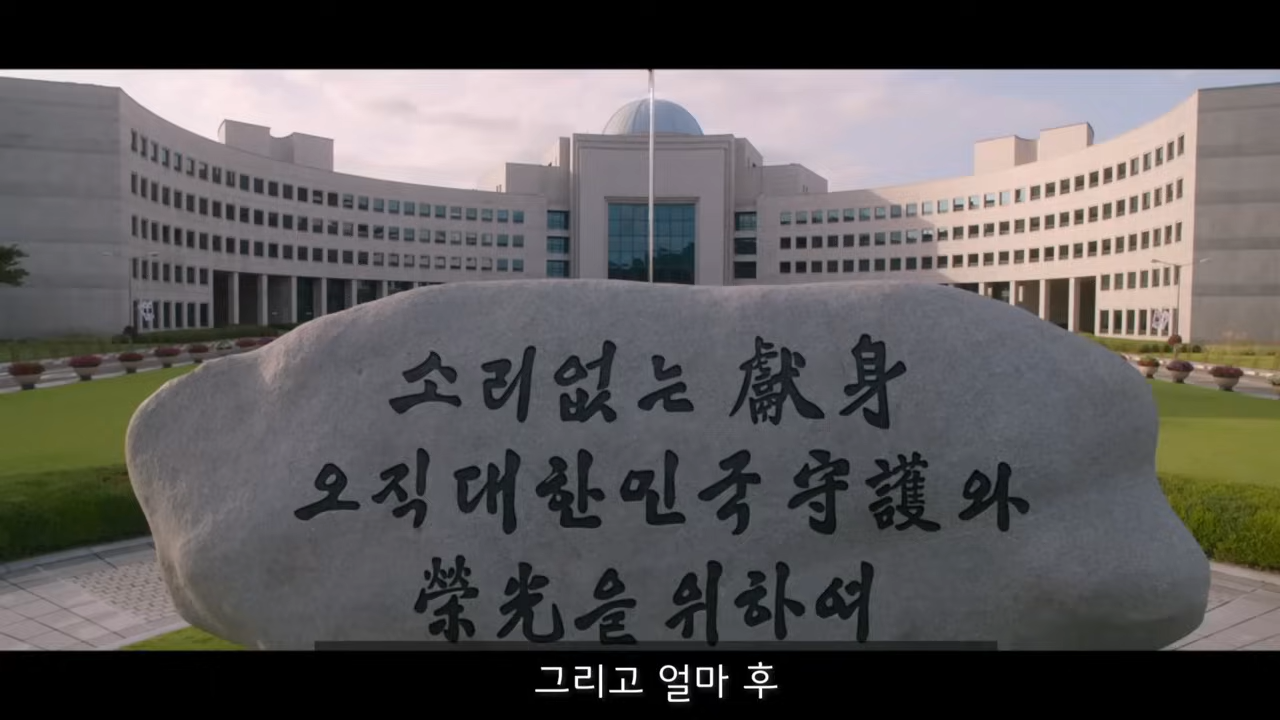 소리없는 獻身
오직 대한민국 守護와
榮光을 위하여
그리고 얼마 후